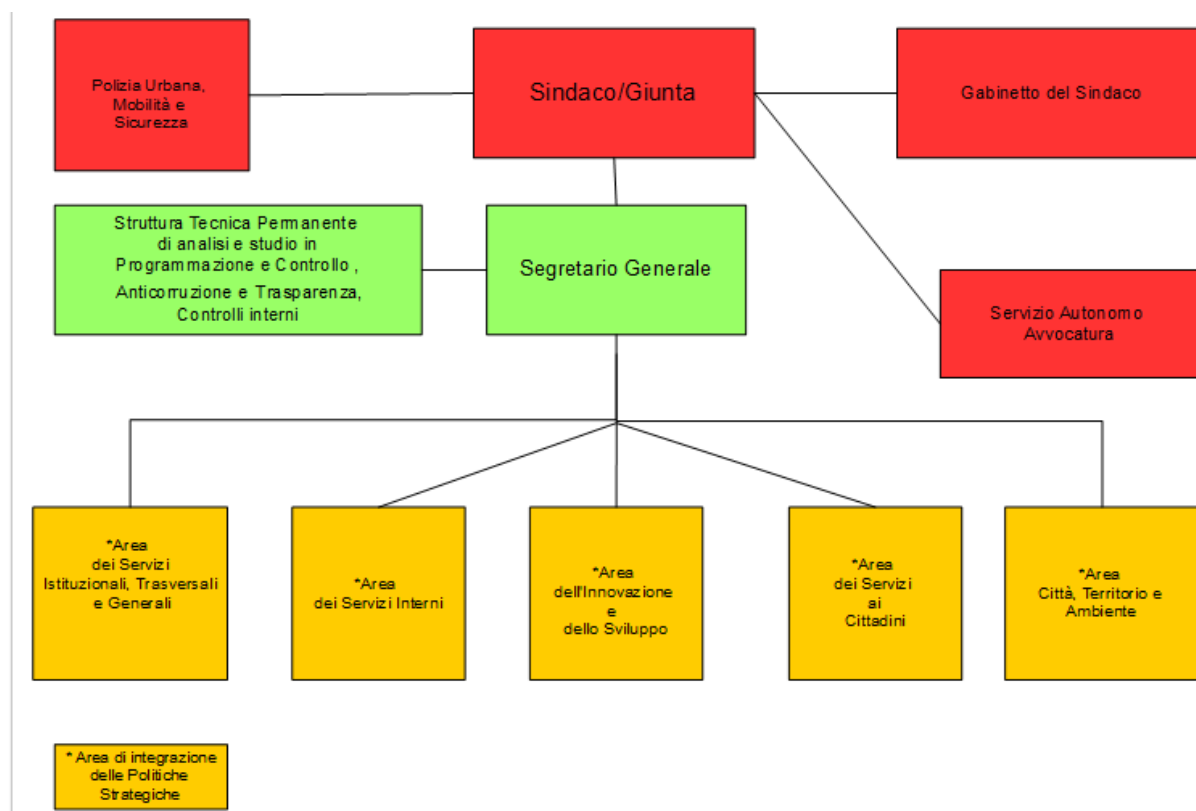 Polizia Urbana,
Mobilità e
Sicurezza
Sindaco/Giunta
Gabinetto del Sindaco
Struttura Tecnica Permanente
di analisi e studio in
Programmazione e Controllo ,
Anticorruzione e Trasparenza,
Controlli interni
Segretario Generale
Servizio Autonomo
Avvocatura
*Area
dei Servizi
Istituzionali, Trasversali
e Generali
*Area
dei Servizi Interni
*Area
dell'Innovazione
e
dello Sviluppo
*Area
dei Servizi
ai
Cittadini
*Area
Città, Territorio e
Ambiente
* Area di integrazione
delle Politiche
Strategiche